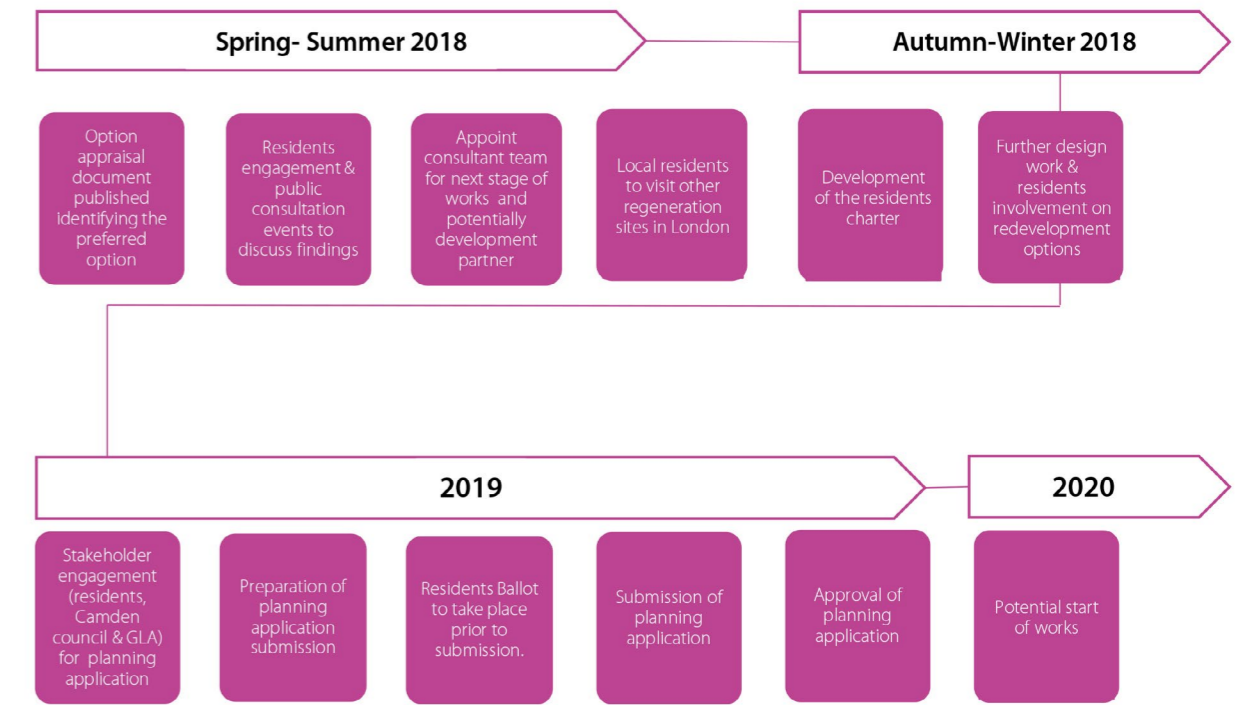 Spring- Summer 2018
Autumn-Winter 2018
Option
appraisal
document
published
identifying the
preferred
option
Residents
engagement &
public
consultation
events to
discuss findings
Appoint
consultant team
for next stage of
works and
potentially
development
partner
Local residents
to visit other
regeneration
sites in London
Development
of the residents
charter
Further design
work &
residents
involvement on
redevelopment
options
2019
2020
Stakeholder
engagement
(residents,
Camden
council & GLA)
for planning
application
Preparation of
planning
application
submission
Residents Ballot
to take place
prior to
submission.
Submission of
planning
application
Approval of
planning
application
Potential start
of works